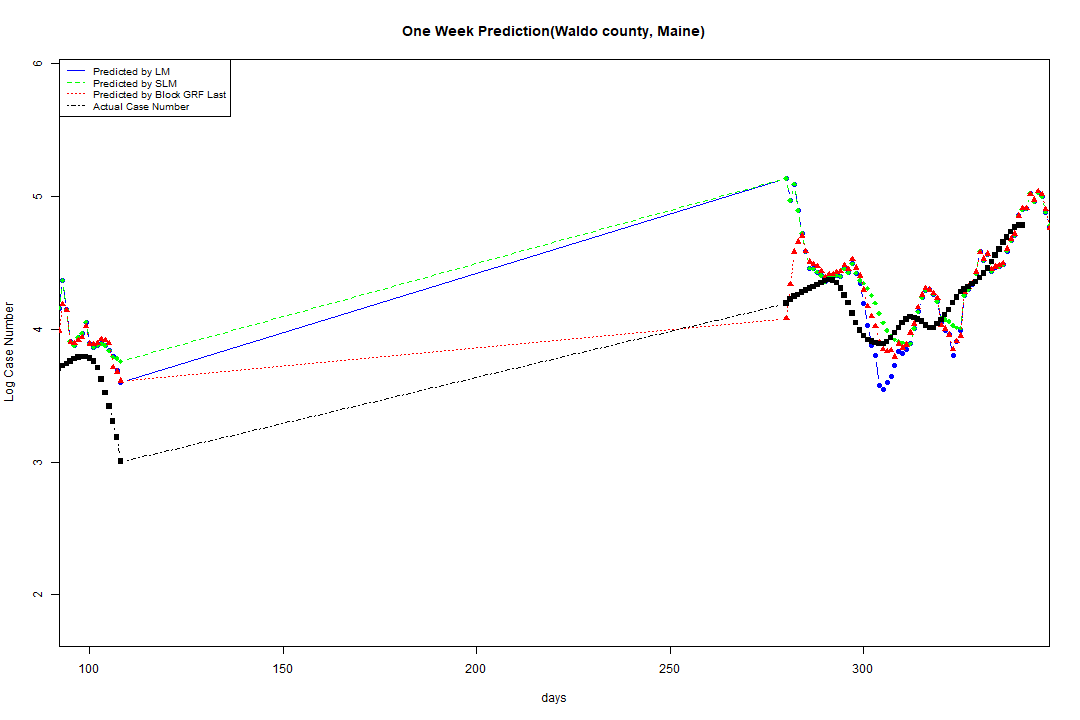 One Week Prediction(Waldo county, Maine)
Predicted by LM
Predicted by SLM
Predicted by Block GRF Last
Actual Case Number
6
5
4
3
2
Log Case Number
100 150 200 250 300
days